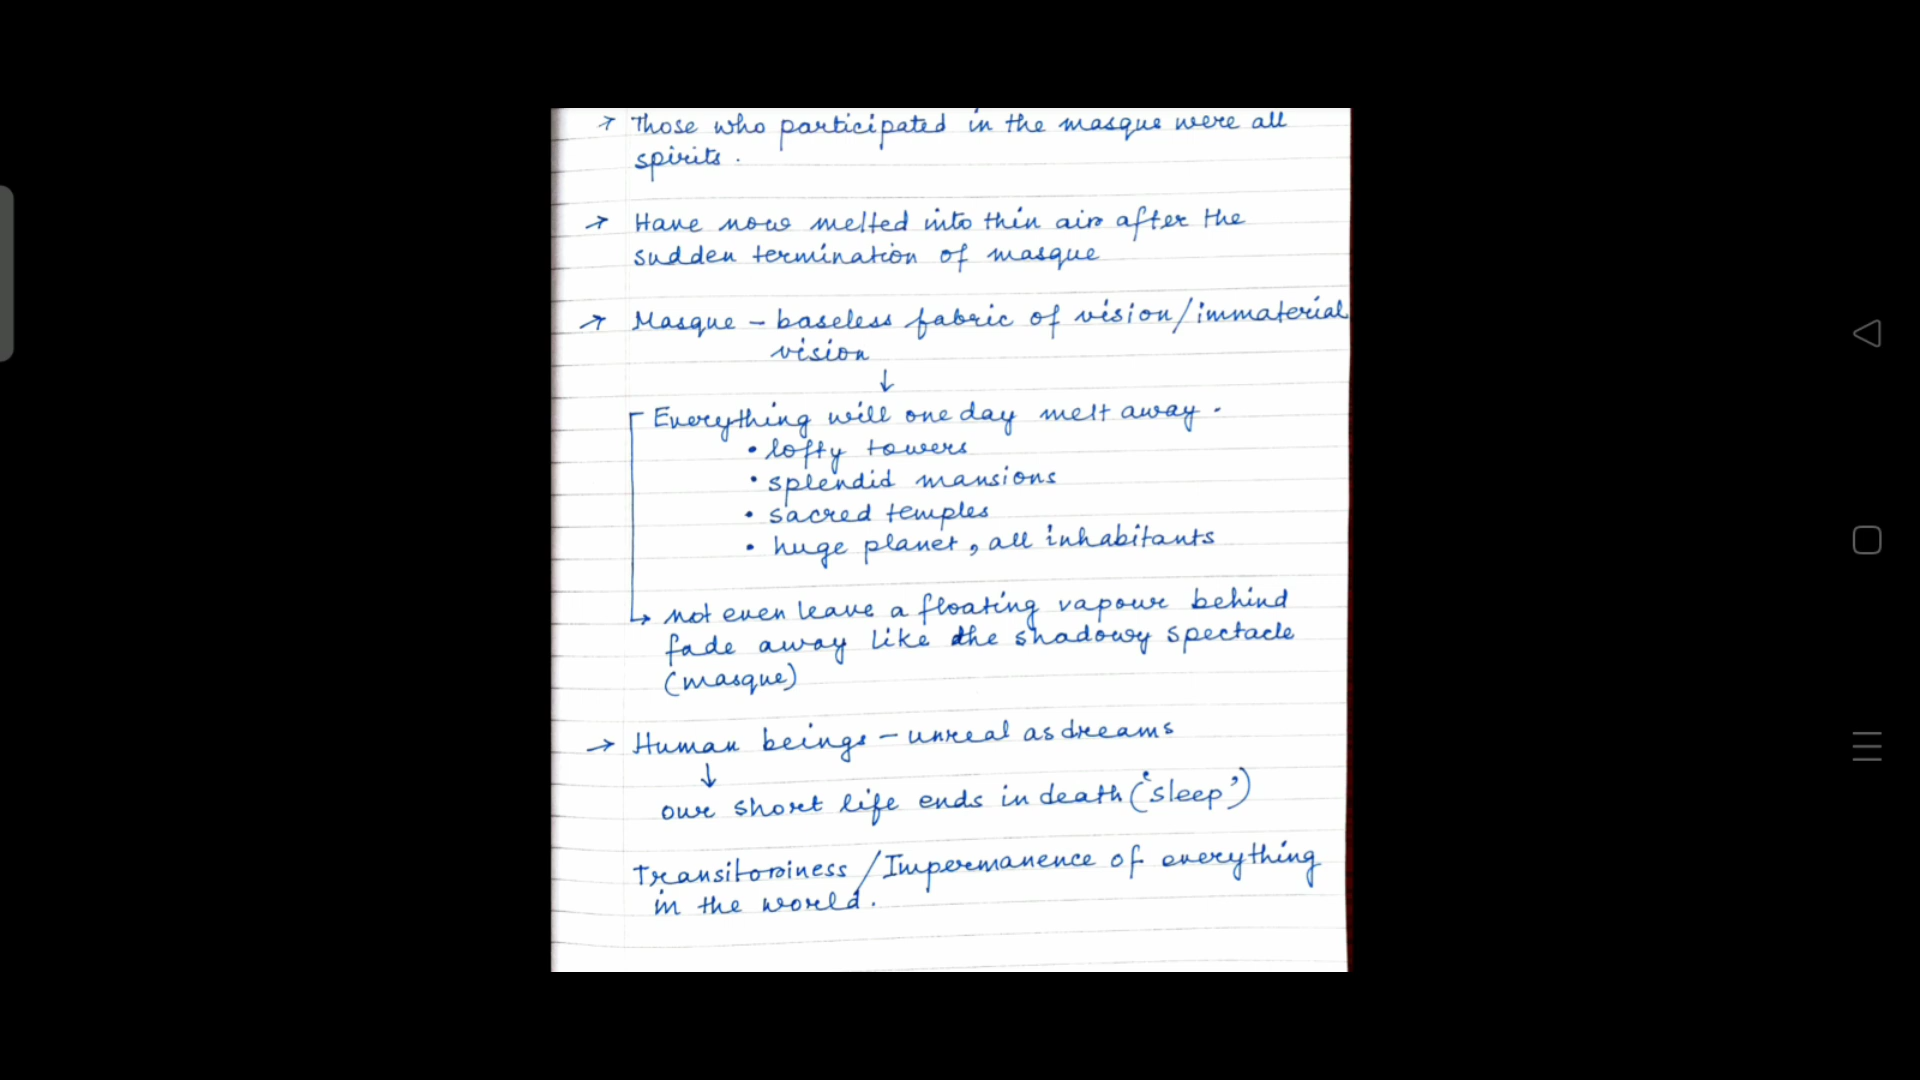 → Those who participated in the masque were all
spirits.
→ Have now melted into thin air after the
sudden termination of masque
→ Masque - baseless fabric of vision/immaterial
vision
↓
Everything will one day melt away.
• lofty towers
• splendid mansions
• sacred temples
• huge planet, all inhabitants
↳ not even leave a floating vapour behind
fade away like the shadowy spectacle
(masque)
→ Human beings - unreal as dreams
↓
our short life ends in death ('sleep')
Transitoriness / Impermanence of everything
in the world.